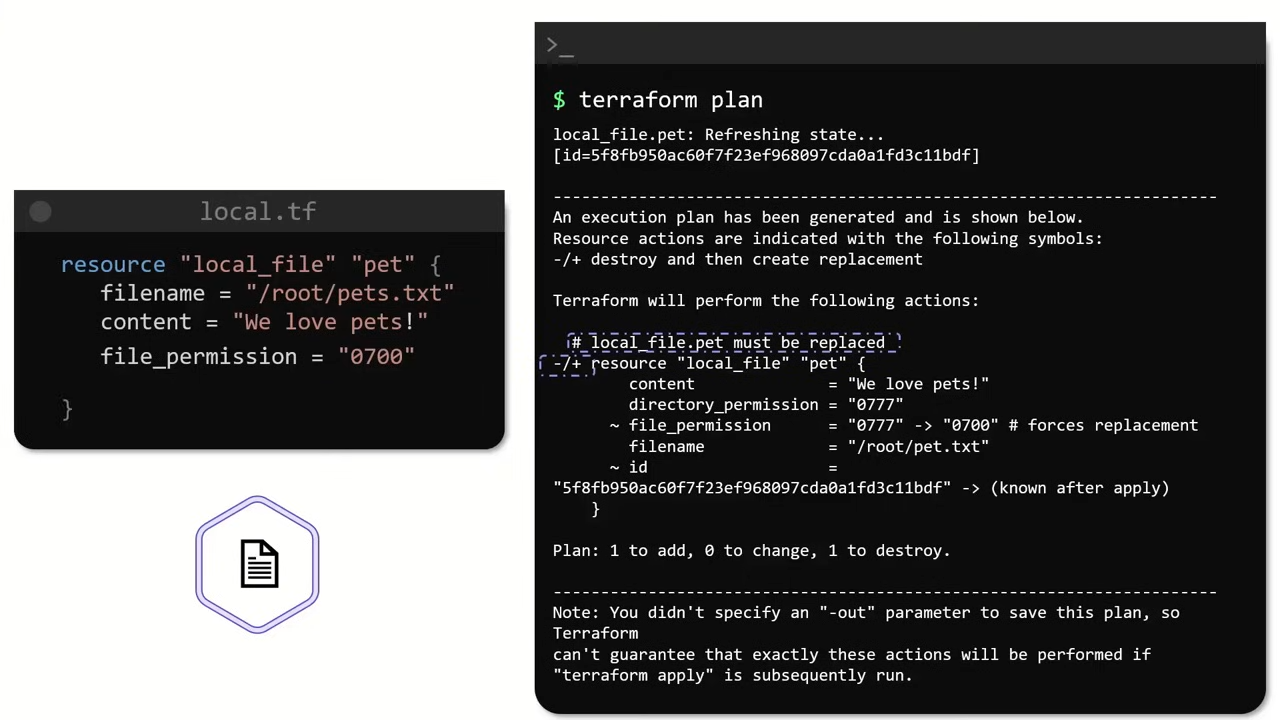 local.tf
resource "local_file" "pet" {
filename = "/root/pets.txt"
content = "We love pets!"
file_permission = "0700"
}
>_
$ terraform plan
local_file.pet: Refreshing state...
[id=5f8fb950ac60f7f23ef968097cda0a1fd3c11bdf]
--------------------------------------------------------------------
An execution plan has been generated and is shown below.
Resource actions are indicated with the following symbols:
-/+ destroy and then create replacement
Terraform will perform the following actions:
# local_file.pet must be replaced
-/+ resource "local_file" "pet" {
content = "We love pets!"
directory_permission = "0777"
~ file_permission = "0777" -> "0700" # forces replacement
filename = "/root/pet.txt"
~ id =
"5f8fb950ac60f7f23ef968097cda0a1fd3c11bdf" -> (known after apply)
}
Plan: 1 to add, 0 to change, 1 to destroy.
--------------------------------------------------------------------
Note: You didn't specify an "-out" parameter to save this plan, so
Terraform
can't guarantee that exactly these actions will be performed if
"terraform apply" is subsequently run.